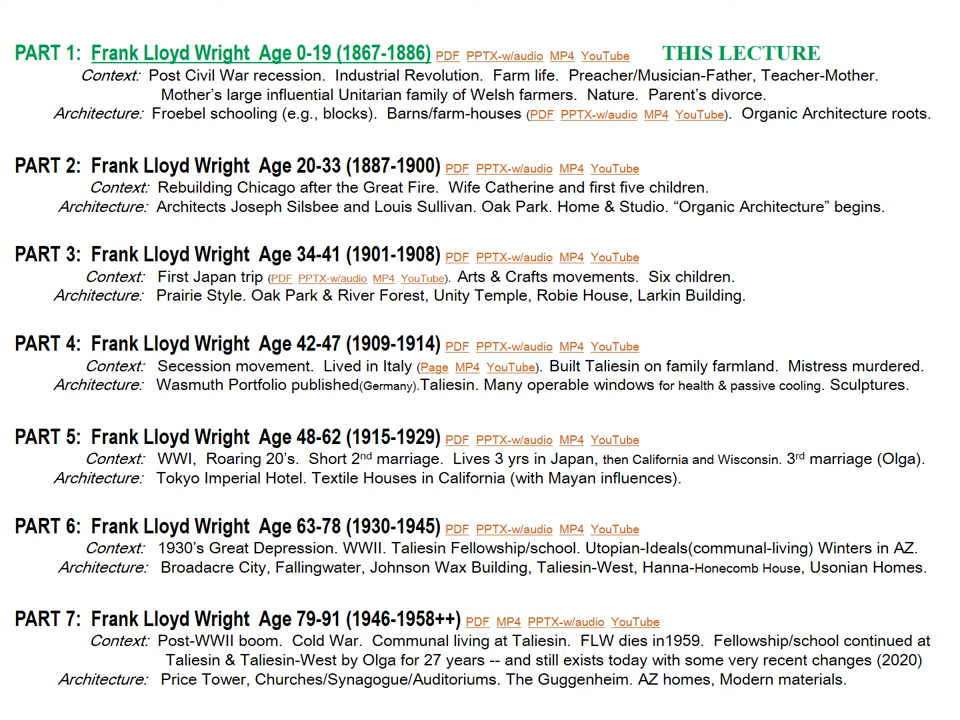 PART 1: Frank Lloyd Wright Age 0-19 (1867-1886) PDF PPTX-w/audio MP4 YouTube THIS LECTURE
Context: Post Civil War recession. Industrial Revolution. Farm life. Preacher/Musician-Father, Teacher-Mother.
Mother's large influential Unitarian family of Welsh farmers. Nature. Parent's divorce.
Architecture: Froebel schooling (e.g., blocks). Barns/farm-houses (PDF PPTX-w/audio MP4 YouTube). Organic Architecture roots.
PART 2: Frank Lloyd Wright Age 20-33 (1887-1900) PDF PPTX-w/audio MP4 YouTube
Context: Rebuilding Chicago after the Great Fire. Wife Catherine and first five children.
Architecture: Architects Joseph Silsbee and Louis Sullivan. Oak Park. Home & Studio. “Organic Architecture” begins.
PART 3: Frank Lloyd Wright Age 34-41 (1901-1908) PDF PPTX-w/audio MP4 YouTube
Context: First Japan trip (PDF PPTX-w/audio MP4 YouTube). Arts & Crafts movements. Six children.
Architecture: Prairie Style. Oak Park & River Forest, Unity Temple, Robie House, Larkin Building.
PART 4: Frank Lloyd Wright Age 42-47 (1909-1914) PDF PPTX-w/audio MP4 YouTube
Context: Secession movement. Lived in Italy (Page MP4 YouTube). Built Taliesin on family farmland. Mistress murdered.
Architecture: Wasmuth Portfolio published(Germany).Taliesin. Many operable windows for health & passive cooling. Sculptures.
PART 5: Frank Lloyd Wright Age 48-62 (1915-1929) PDF PPTX-w/audio MP4 YouTube
Context: WWI, Roaring 20's. Short 2nd marriage. Lives 3 yrs in Japan, then California and Wisconsin. 3rd marriage (Olga).
Architecture: Tokyo Imperial Hotel. Textile Houses in California (with Mayan influences).
PART 6: Frank Lloyd Wright Age 63-78 (1930-1945) PDF PPTX-w/audio MP4 YouTube
Context: 1930's Great Depression. WWII. Taliesin Fellowship/school. Utopian-Ideals(communal-living) Winters in AZ.
Architecture: Broadacre City, Fallingwater, Johnson Wax Building, Taliesin-West, Hanna-Honecomb House, Usonian Homes.
PART 7: Frank Lloyd Wright Age 79-91 (1946-1958++) PDF MP4 PPTX-w/audio YouTube
Context: Post-WWII boom. Cold War. Communal living at Taliesin. FLW dies in1959. Fellowship/school continued at
Taliesin & Taliesin-West by Olga for 27 years -- and still exists today with some very recent changes (2020)
Architecture: Price Tower, Churches/Synagogue/Auditoriums. The Guggenheim. AZ homes, Modern materials.